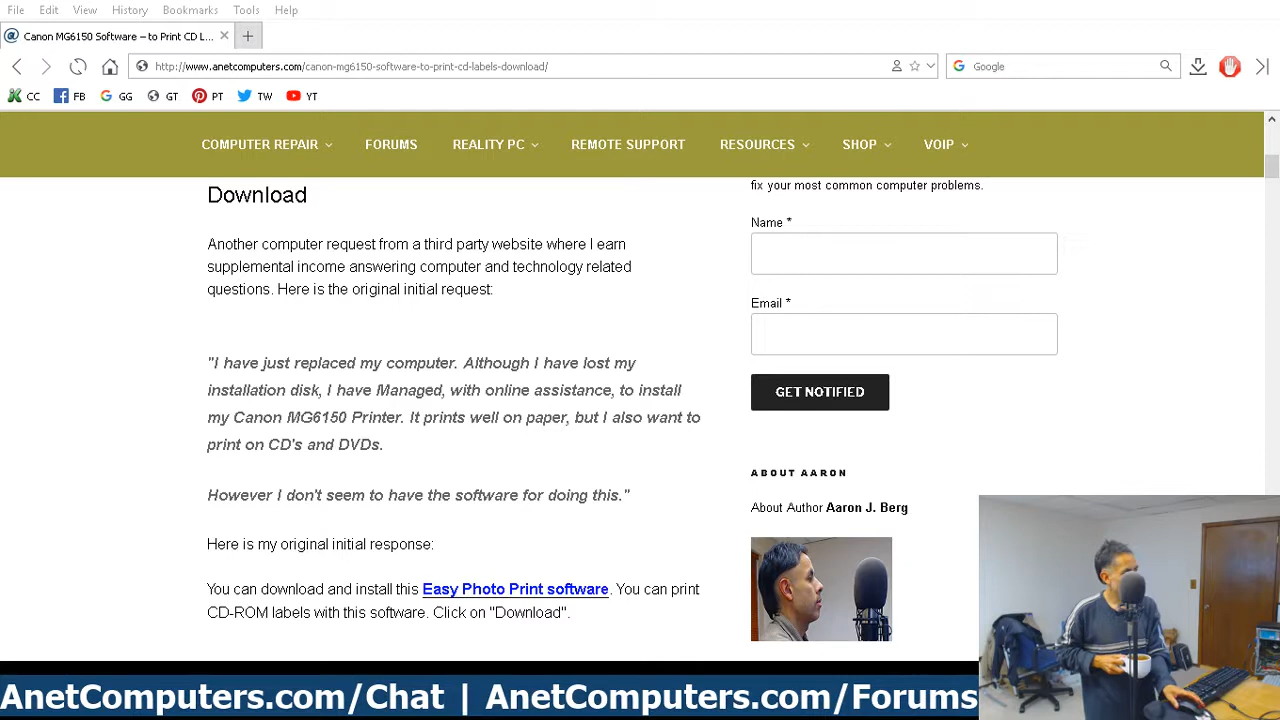 File Edit View History Bookmarks Tools Help
Canon MG6150 Software – to Print CD L...
http://www.anetcomputers.com/canon-mg6150-software-to-print-cd-labels-download/
Google
CC FB GG GT PT TW YT
COMPUTER REPAIR FORUMS REALITY PC REMOTE SUPPORT RESOURCES SHOP VOIP
Download
Another computer request from a third party website where I earn
supplemental income answering computer and technology related
questions. Here is the original initial request:
"I have just replaced my computer. Although I have lost my
installation disk, I have Managed, with online assistance, to install
my Canon MG6150 Printer. It prints well on paper, but I also want to
print on CD's and DVDs.
However I don't seem to have the software for doing this."
Here is my original initial response:
You can download and install this Easy Photo Print software. You can print
CD-ROM labels with this software. Click on "Download".
fix your most common computer problems.
Name *
Email *
GET NOTIFIED
ABOUT AARON
About Author Aaron J. Berg
AnetComputers.com/Chat | AnetComputers.com/Forums